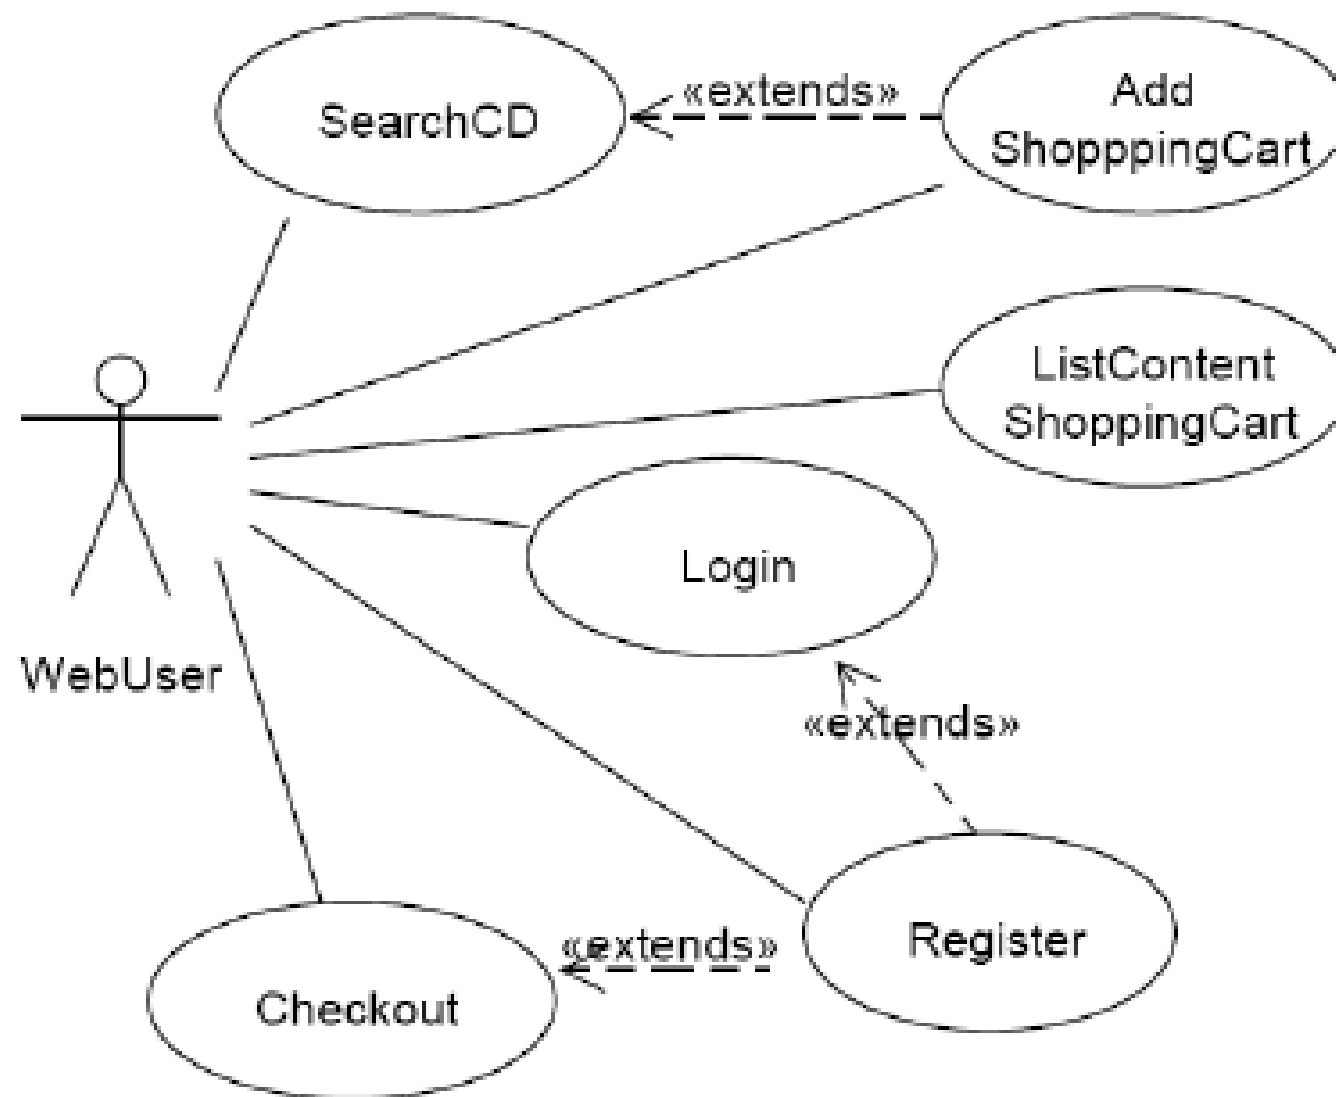 SearchCD
«extends»
Add
ShopppingCart
ListContent
ShoppingCart
Login
WebUser
«extends»
Register
«extends»
Checkout